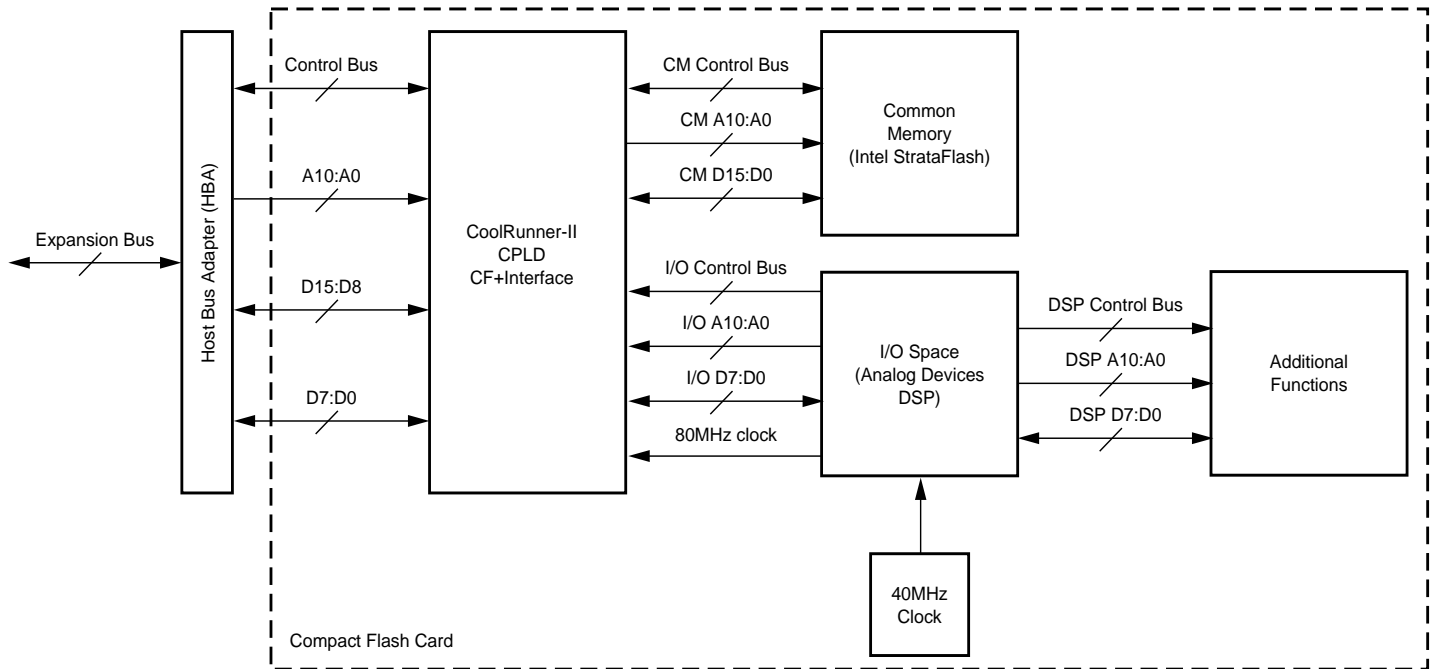 Expansion Bus
Host Bus Adapter (HBA)
Control Bus
A10:A0
D15:D8
D7:D0
CoolRunner-II
CPLD
CF+Interface
CM Control Bus
CM A10:A0
CM D15:D0
Common
Memory
(Intel StrataFlash)
I/O Control Bus
I/O A10:A0
I/O D7:D0
80MHz clock
I/O Space
(Analog Devices
DSP)
DSP Control Bus
DSP A10:A0
DSP D7:D0
Additional
Functions
40MHz
Clock
Compact Flash Card